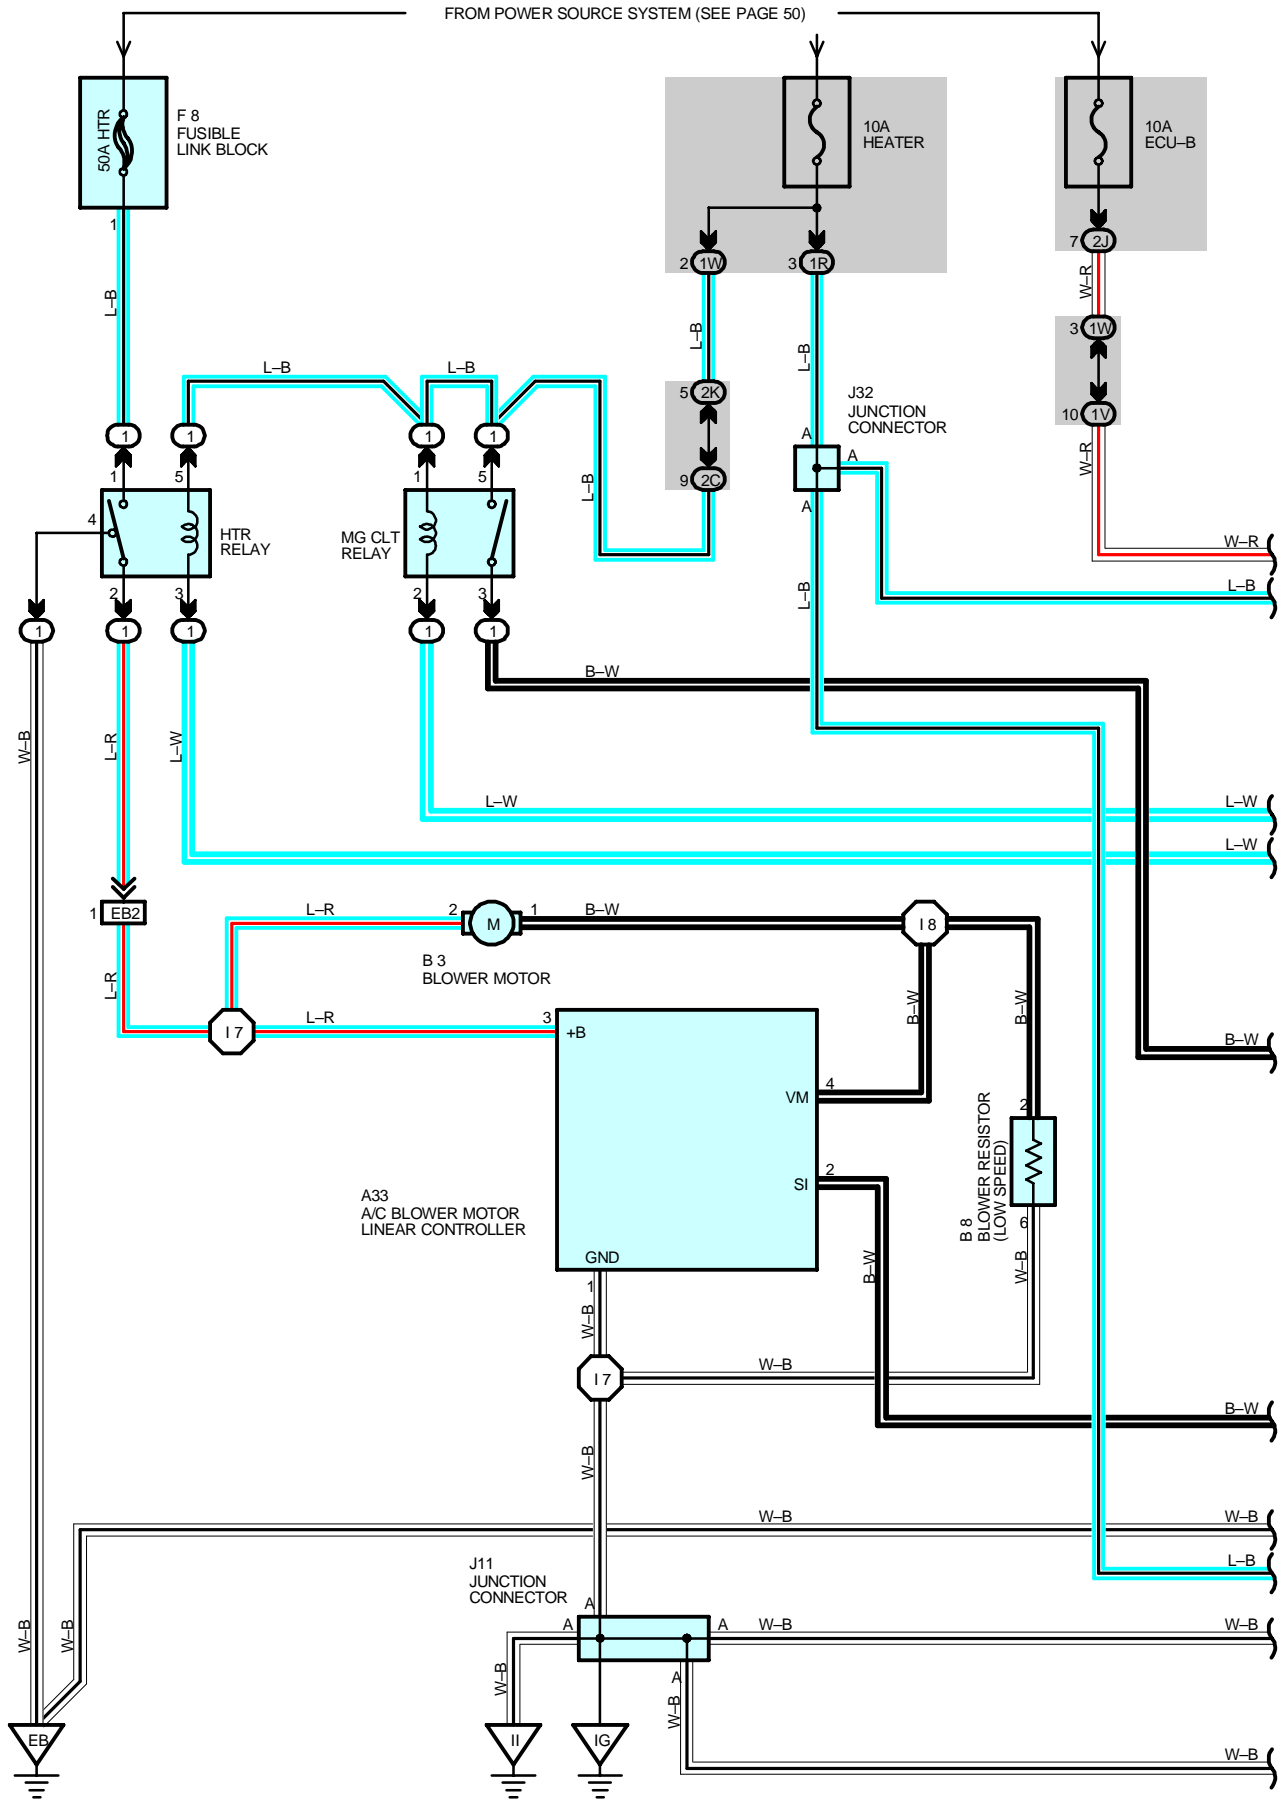 FROM POWER SOURCE SYSTEM (SEE PAGE 50)
50A HTR
F 8
FUSIBLE
LINK BLOCK
10A
HEATER
10A
ECU–B
1
7 2J
2 1W
3 1R
W–R
L–B
3 1W
L–B
L–B
L–B
L–B
5 2K
J32
JUNCTION
CONNECTOR
10 1V
A
1
1
1
1
A
W–R
1
5
1
5
9 2C
L–B
A
4
HTR
RELAY
MG CLT
RELAY
W–R
L–B
L–B
2
3
2
3
1
1
1
1
1
B–W
W–B
L–R
L–W
L–W
L–W
L–W
1 EB2
L–R
2
M
1
B–W
I 8
B 3
BLOWER MOTOR
L–R
B–W
B–W
I 7
L–R
3
+B
B–W
VM
4
2
B 8
BLOWER RESISTOR
(LOW SPEED)
SI
2
A33
A/C BLOWER MOTOR
LINEAR CONTROLLER
6
GND
B–W
W–B
1
W–B
I 7
W–B
B–W
W–B
W–B
W–B
J11
JUNCTION
CONNECTOR
L–B
A
W–B
W–B
A
A
W–B
W–B
W–B
A
W–B
EB
II
IG
W–B